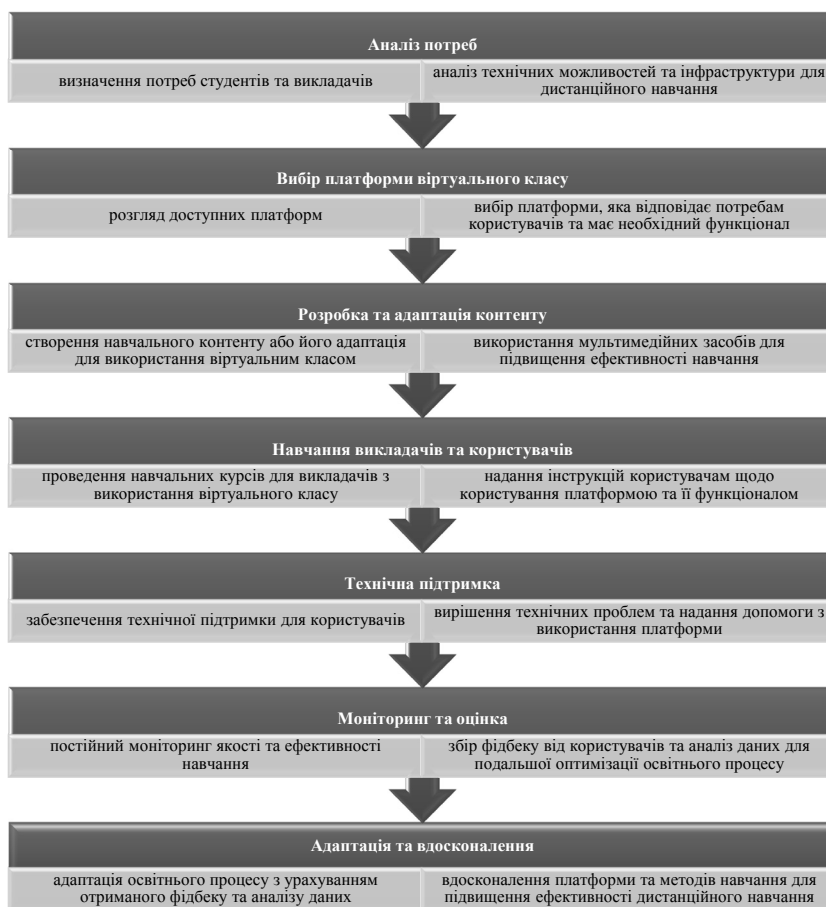 Аналіз потреб
визначення потреб студентів та викладачів
аналіз технічних можливостей та інфраструктури для
дистанційного навчання
Вибір платформи віртуального класу
розгляд доступних платформ
вибір платформи, яка відповідає потребам
користувачів та має необхідний функціонал
Розробка та адаптація контенту
створення навчального контенту або його адаптація
для використання віртуальним класом
використання мультимедійних засобів для
підвищення ефективності навчання
Навчання викладачів та користувачів
проведення навчальних курсів для викладачів з
використання віртуального класу
надання інструкцій користувачам щодо
користування платформою та її функціоналом
Технічна підтримка
забезпечення технічної підтримки для користувачів
вирішення технічних проблем та надання допомоги з
використання платформи
Моніторинг та оцінка
постійний моніторинг якості та ефективності
навчання
збір фідбеку від користувачів та аналіз даних для
подальшої оптимізації освітнього процесу
Адаптація та вдосконалення
адаптація освітнього процесу з урахуванням
отриманого фідбеку та аналізу даних
вдосконалення платформи та методів навчання для
підвищення ефективності дистанційного навчання